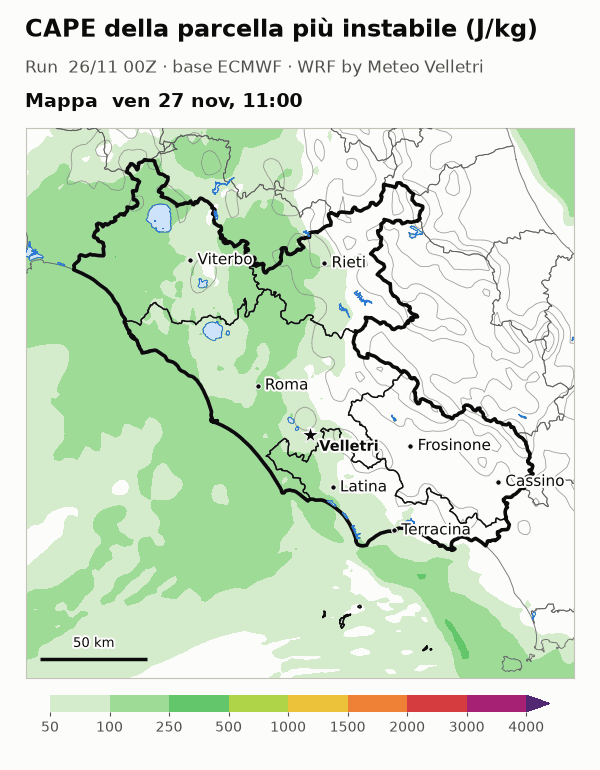 CAPE della parcella più instabile (J/kg)
Run  26/11 00Z · base ECMWF · WRF by Meteo Velletri
Mappa  ven 27 nov, 11:00
Viterbo
Rieti
Roma
Velletri
Frosinone
Latina
Cassino
Terracina
50 km
50 100 250 500 1000 1500 2000 3000 4000